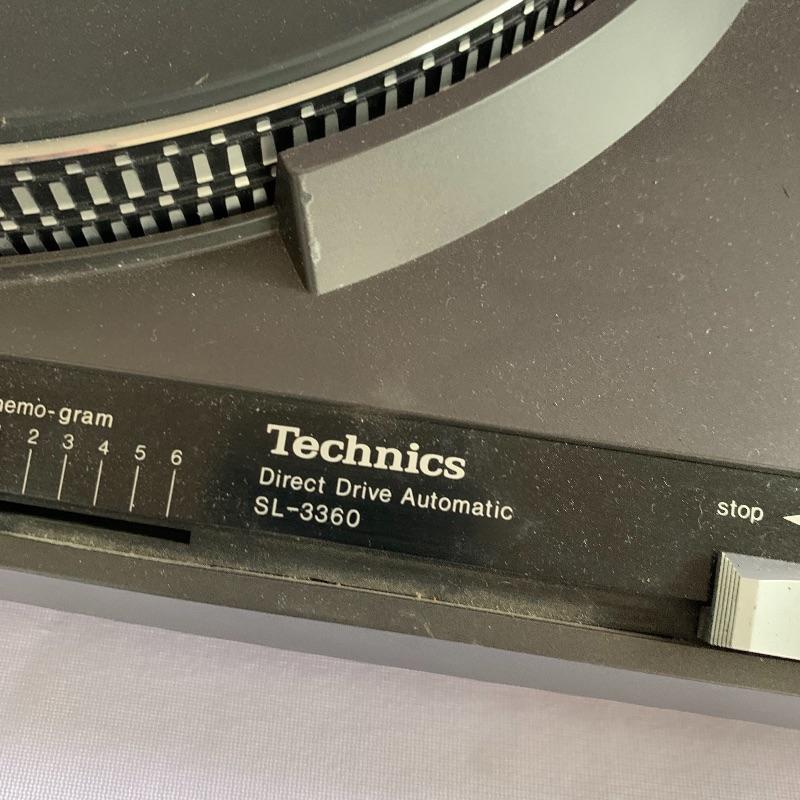 emo-gram
2 3 4 5 6
Technics
Direct Drive Automatic
SL-3360
stop